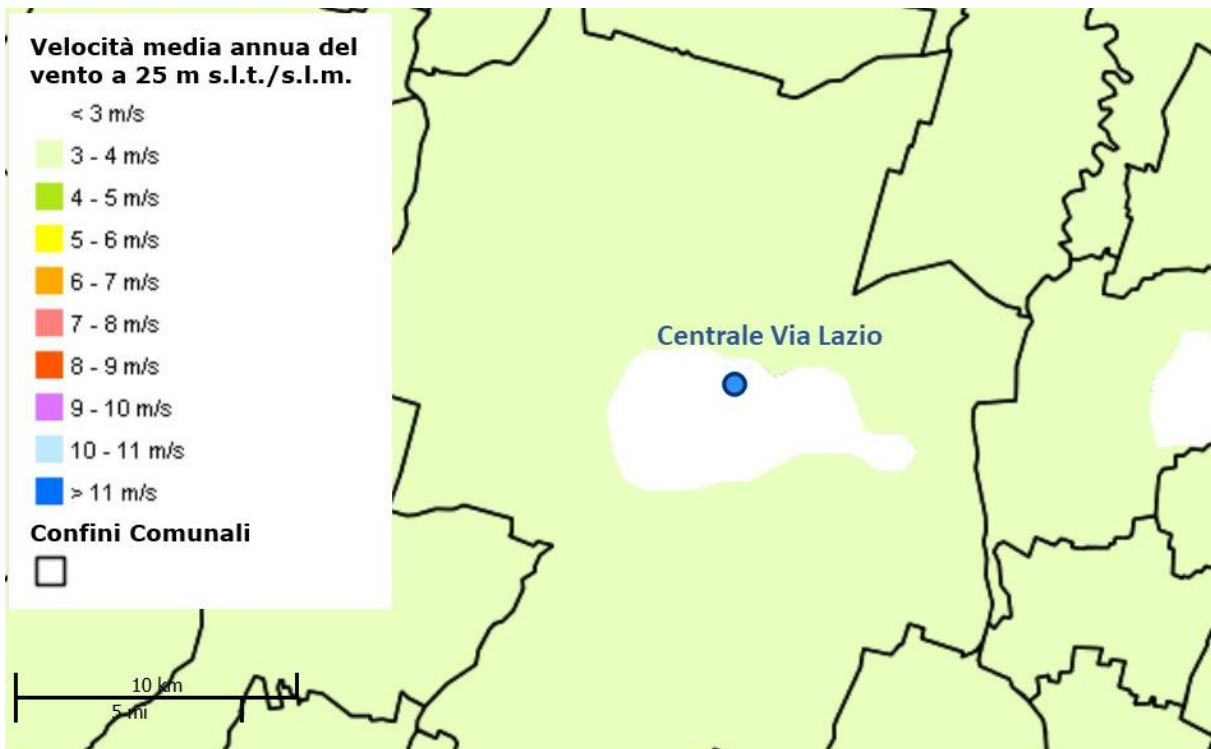 Velocità media annua del
vento a 25 m s.l.t./s.l.m.
< 3 m/s
3 - 4 m/s
4 - 5 m/s
5 - 6 m/s
6 - 7 m/s
7 - 8 m/s
8 - 9 m/s
9 - 10 m/s
10 - 11 m/s
> 11 m/s
Confini Comunali
Centrale Via Lazio
10 km
5 mi